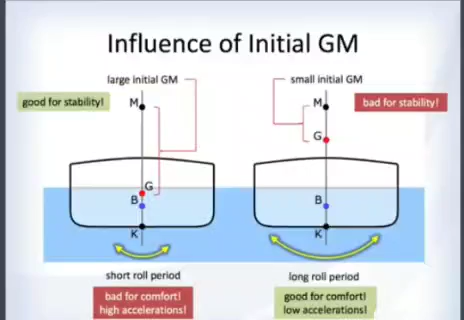 Influence of Initial GM
large initial GM
small initial GM
good for stability!
M
M
bad for stability!
G
G
B
B
K
K
short roll period
long roll period
bad for comfort!
high accelerations!
good for comfort!
low accelerations!